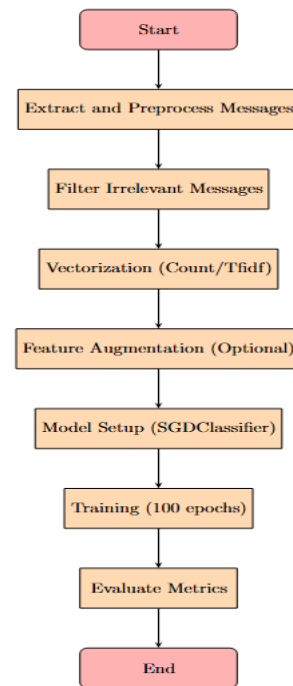 Start
Extract and Preprocess Messages
Filter Irrelevant Messages
Vectorization (Count/Tfidf)
Feature Augmentation (Optional)
Model Setup (SGDClassifier)
Training (100 epochs)
Evaluate Metrics
End